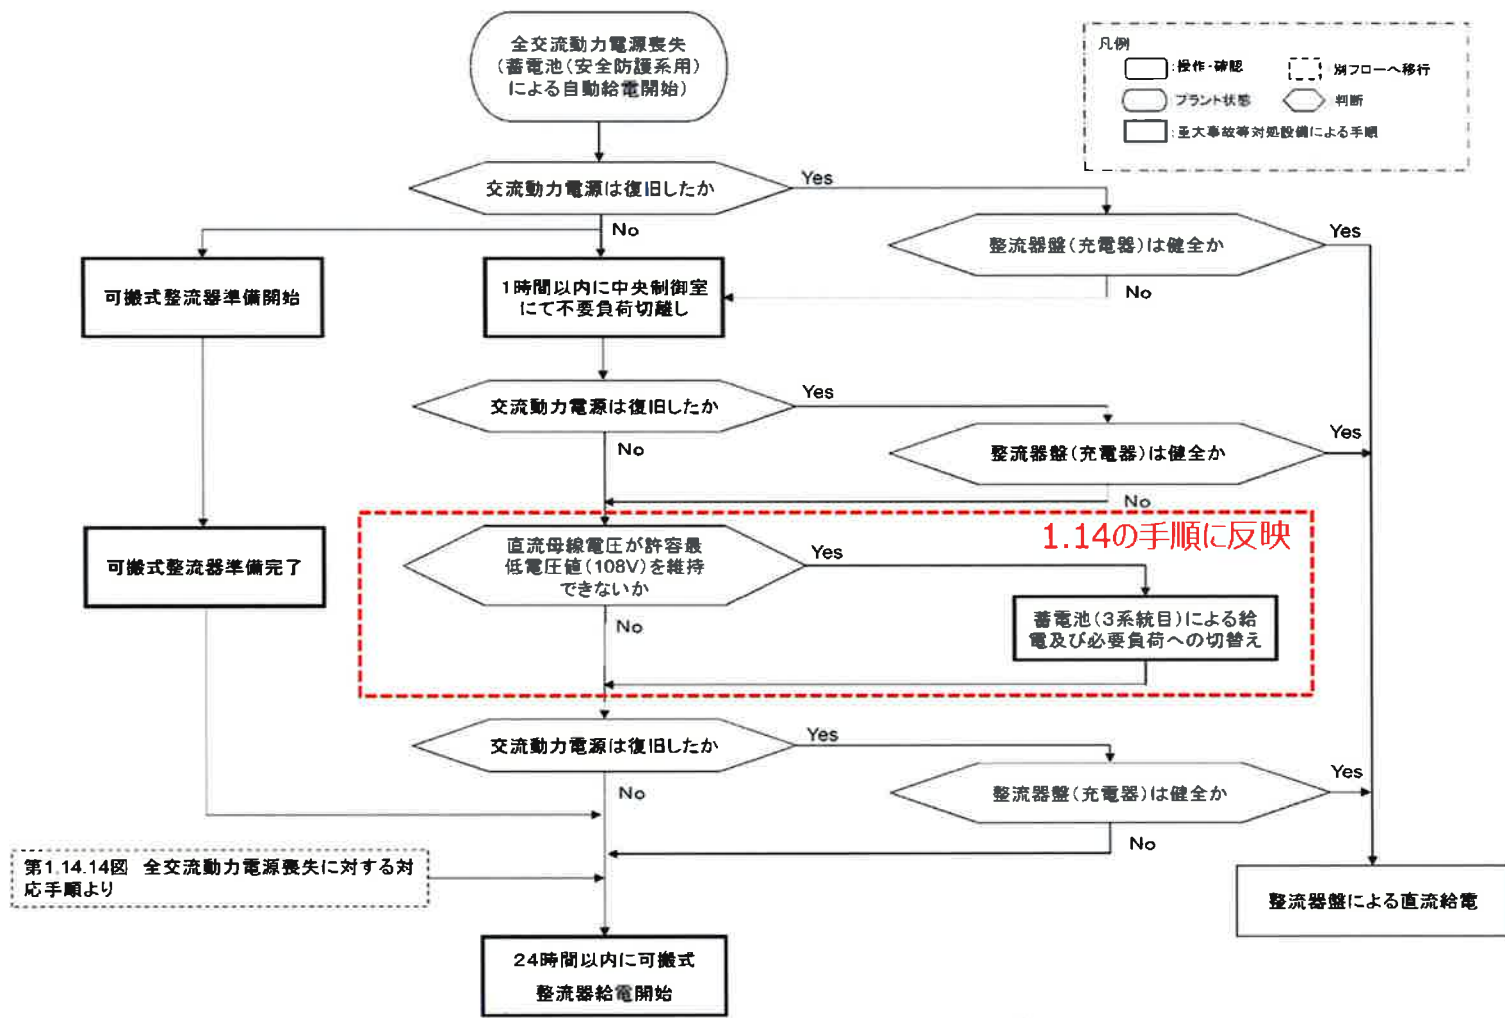 全交流動力電源喪失
(蓄電池(安全防護系用)
による自動給電開始)
凡例
:操作・確認
:別フローへ移行
:プラント状態
:判断
:重大事故等対処設備による手順
交流動力電源は復旧したか
Yes
No
整流器盤(充電器)は健全か
Yes
No
可搬式整流器準備開始
1時間以内に中央制御室
にて不要負荷切離し
交流動力電源は復旧したか
Yes
No
整流器盤(充電器)は健全か
Yes
No
1.14の手順に反映
直流母線電圧が許容最
低電圧値(108V)を維持
できないか
Yes
No
可搬式整流器準備完了
蓄電池(3系統目)による給
電及び必要負荷への切替え
交流動力電源は復旧したか
Yes
No
整流器盤(充電器)は健全か
Yes
No
第1.14.14図 全交流動力電源喪失に対する対
応手順より
整流器盤による直流給電
24時間以内に可搬式
整流器給電開始